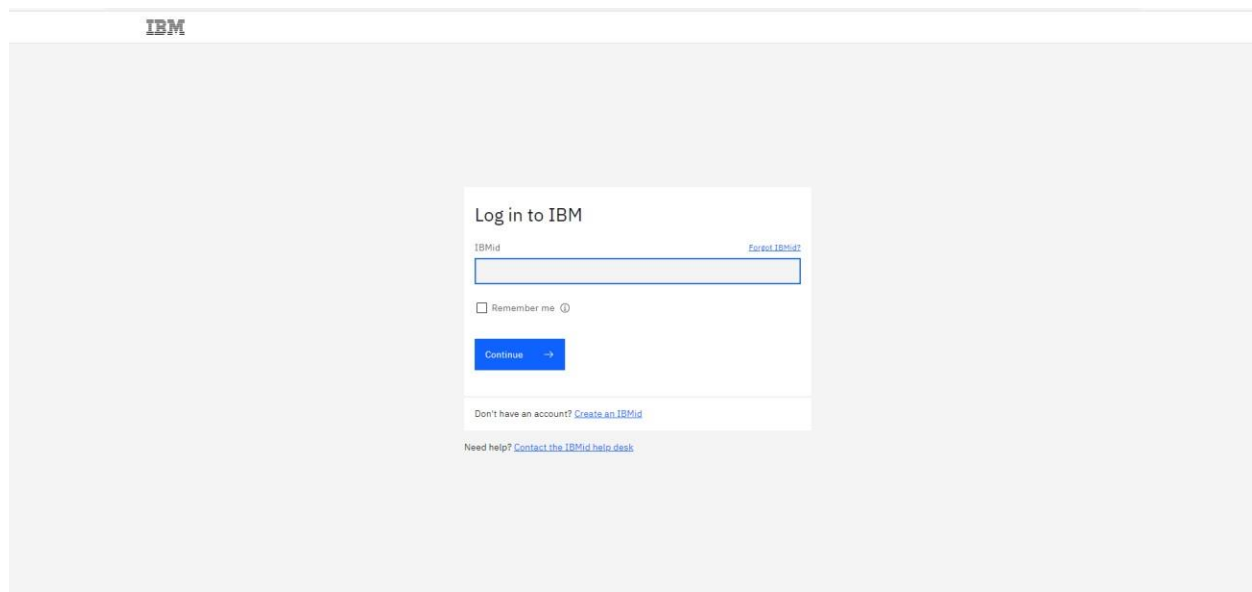 IBM
Log in to IBM
IBMid Forgot IBMid?
Remember me
Continue
Don't have an account? Create an IBMid
Need help? Contact the IBMid help desk